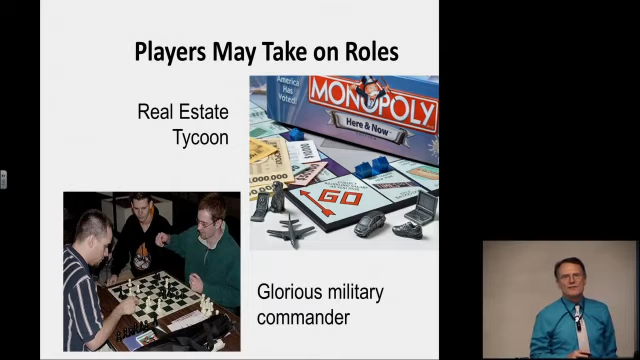 Players May Take on Roles
Real Estate
Tycoon
America
Has
Voted!
MONOPOLY
Here & Now
GO
Glorious military
commander